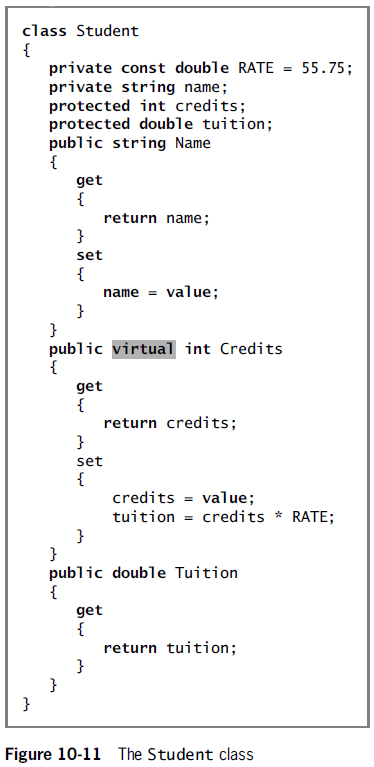 class Student
{
   private const double RATE = 55.75;
   private string name;
   protected int credits;
   protected double tuition;
   public string Name
   {
      get
      {
         return name;
      }
      set
      {
         name = value;
      }
   }
   public virtual int Credits
   {
      get
      {
         return credits;
      }
      set
      {
          credits = value;
          tuition = credits * RATE;
      }
   }
   public double Tuition
   {
      get
      {
         return tuition;
      }
   }
}
Figure 10-11 The Student class